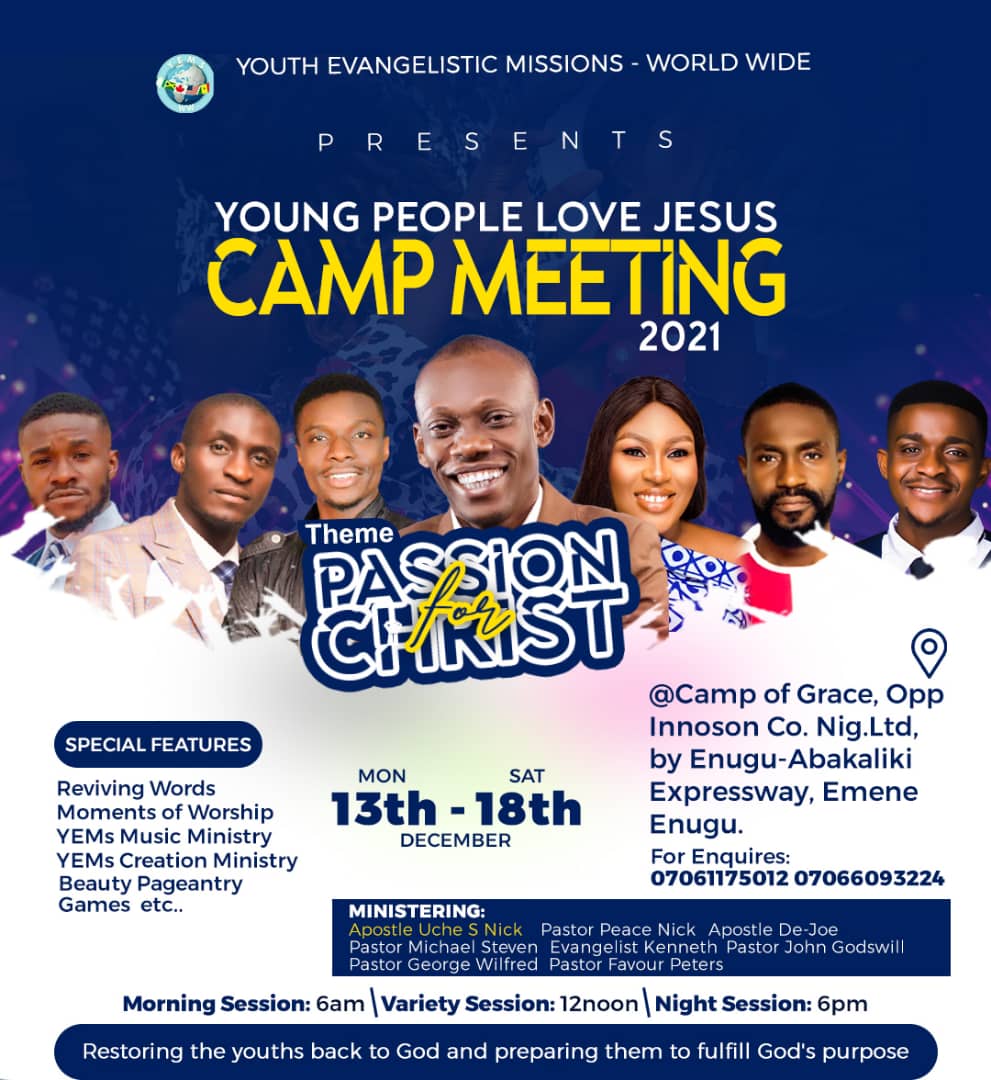 YEMS
WW
YOUTH EVANGELISTIC MISSIONS - WORLD WIDE
PRESENTS
YOUNG PEOPLE LOVE JESUS
CAMP MEETING
2021
Theme
PASSION
for
CHRIST
@Camp of Grace, Opp
Innoson Co. Nig.Ltd,
by Enugu-Abakaliki
Expressway, Emene
Enugu.
For Enquires:
07061175012 07066093224
SPECIAL FEATURES
Reviving Words
Moments of Worship
YEMs Music Ministry
YEMs Creation Ministry
Beauty Pageantry
Games etc..
MON SAT
13th - 18th
DECEMBER
MINISTERING:
Apostle Uche S Nick Pastor Peace Nick Apostle De-Joe
Pastor Michael Steven Evangelist Kenneth Pastor John Godswill
Pastor George Wilfred Pastor Favour Peters
Morning Session: 6am \ Variety Session: 12noon \ Night Session: 6pm
Restoring the youths back to God and preparing them to fulfill God's purpose